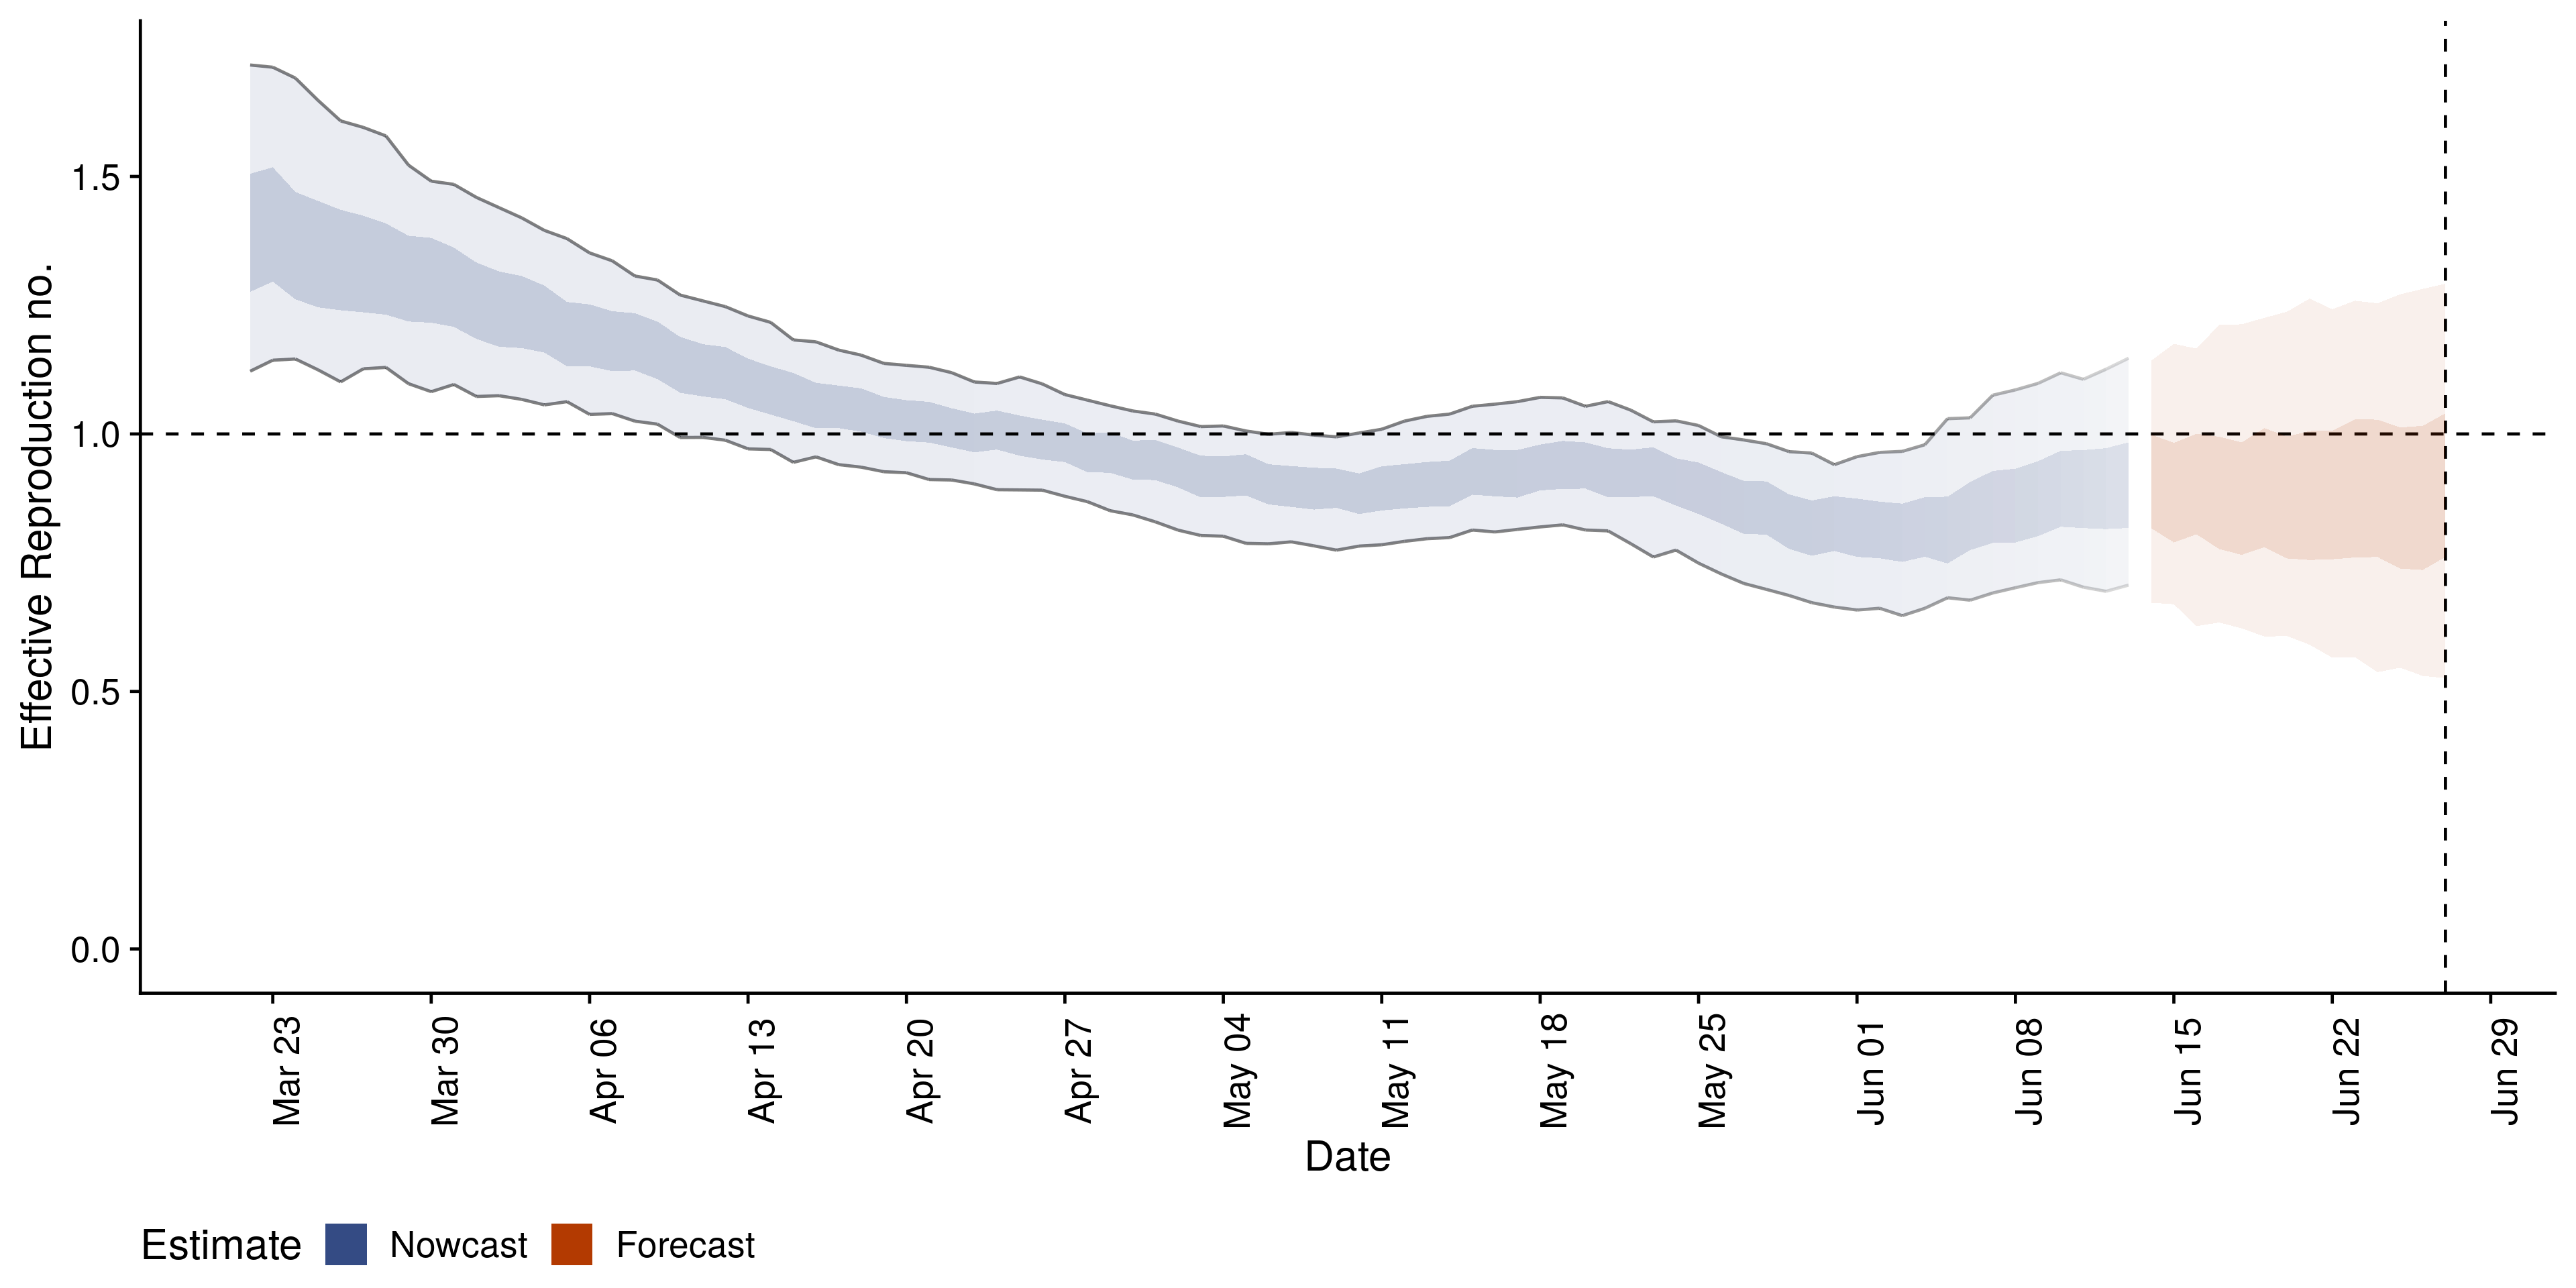 Effective Reproduction no.
1.5
1.0
0.5
0.0
Mar 23
Mar 30
Apr 06
Apr 13
Apr 20
Apr 27
May 04
May 11
May 18
May 25
Jun 01
Jun 08
Jun 15
Jun 22
Jun 29
Date
Estimate Nowcast Forecast